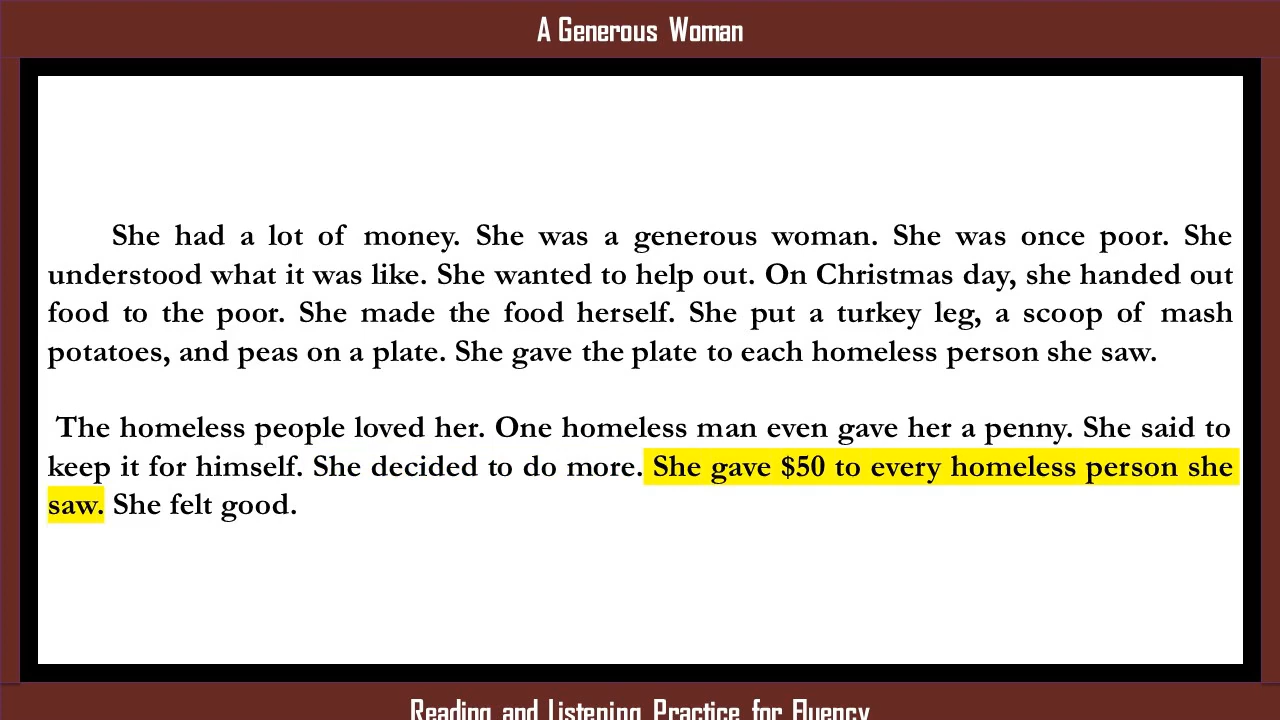 A Generous Woman
She had a lot of money. She was a generous woman. She was once poor. She
understood what it was like. She wanted to help out. On Christmas day, she handed out
food to the poor. She made the food herself. She put a turkey leg, a scoop of mash
potatoes, and peas on a plate. She gave the plate to each homeless person she saw.
The homeless people loved her. One homeless man even gave her a penny. She said to
keep it for himself. She decided to do more. She gave $50 to every homeless person she
saw. She felt good.
Reading and Listening Practice for Fluency